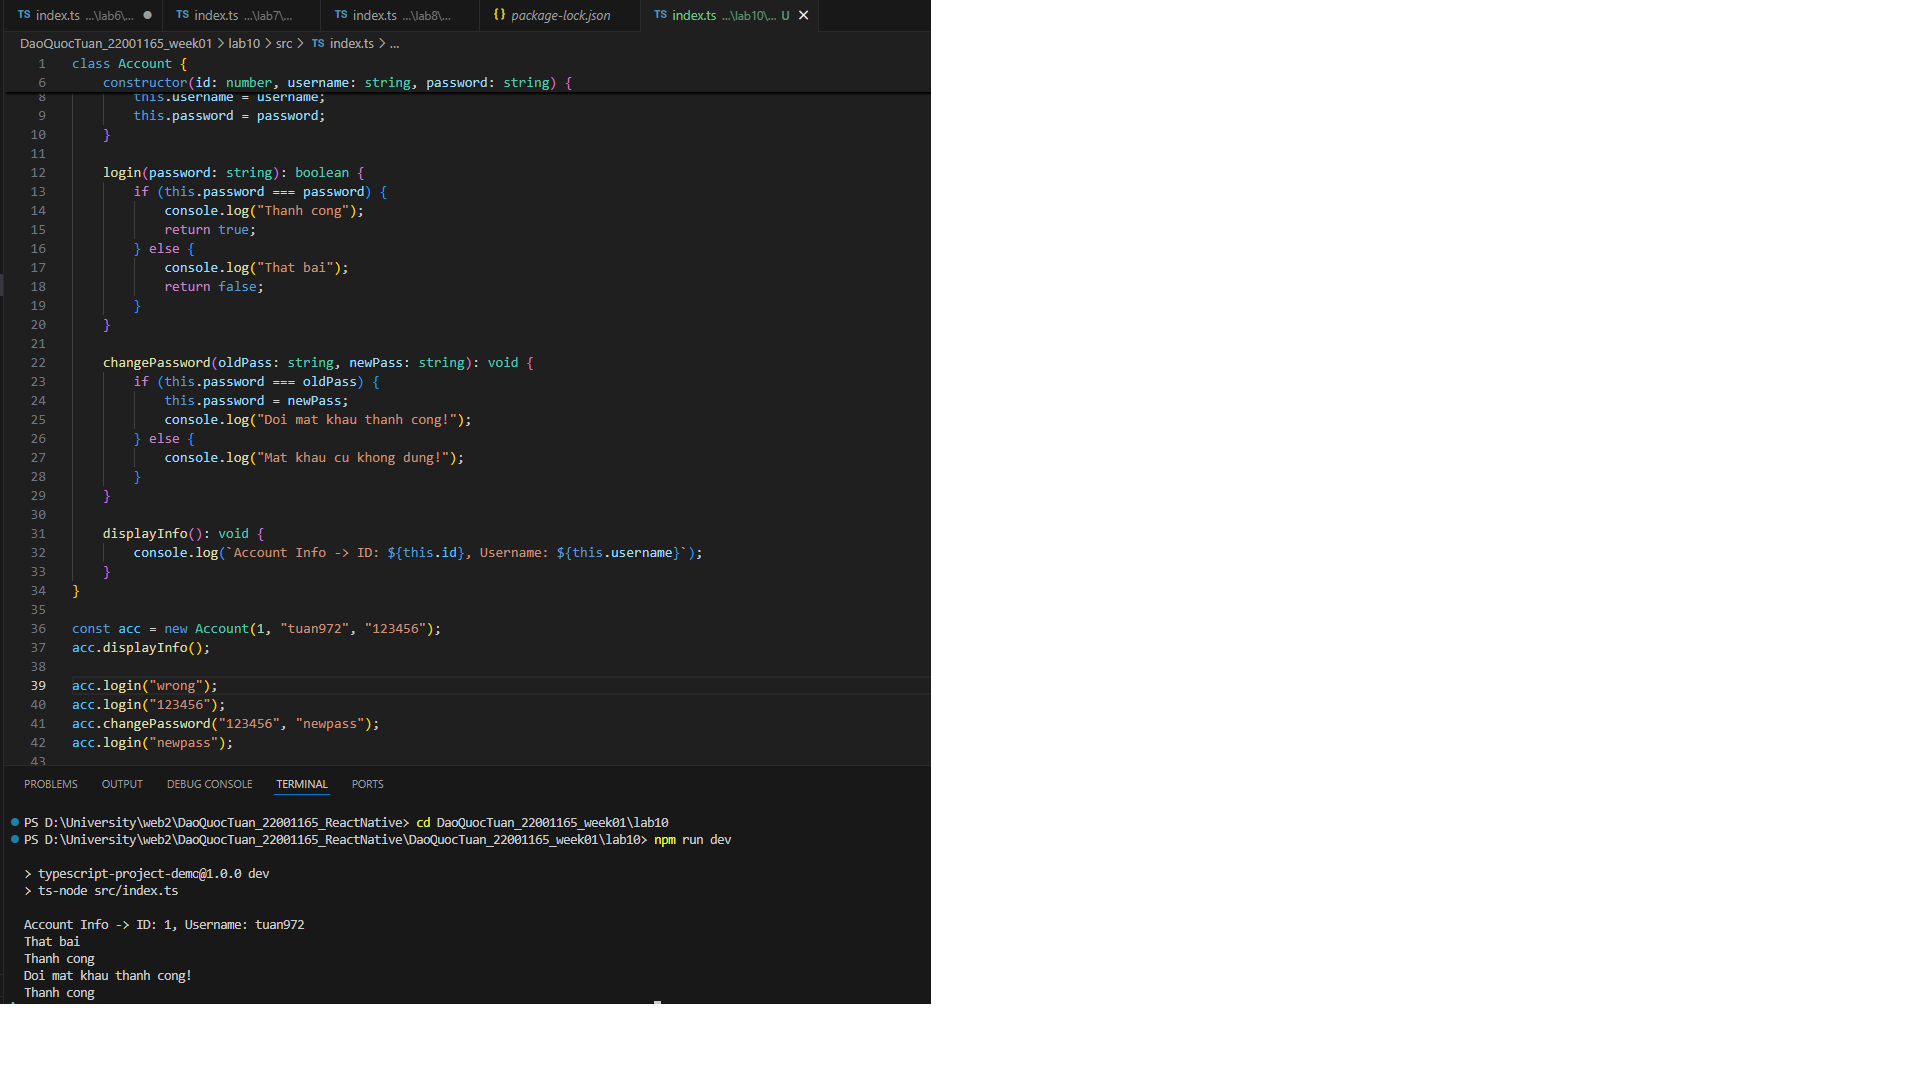 TS index.ts ...\lab6\... ● TS index.ts ...\lab7\... TS index.ts ...\lab8\... {} package-lock.json TS index.ts ...\lab10\... U ×
DaoQuocTuan_22001165_week01 > lab10 > src > TS index.ts > ...
1 class Account {
6 constructor(id: number, username: string, password: string) {
8 this.username = username;
9 this.password = password;
10 }
11
12 login(password: string): boolean {
13 if (this.password === password) {
14 console.log("Thanh cong");
15 return true;
16 } else {
17 console.log("That bai");
18 return false;
19 }
20 }
21
22 changePassword(oldPass: string, newPass: string): void {
23 if (this.password === oldPass) {
24 this.password = newPass;
25 console.log("Doi mat khau thanh cong!");
26 } else {
27 console.log("Mat khau cu khong dung!");
28 }
29 }
30
31 displayInfo(): void {
32 console.log(`Account Info -> ID: ${this.id}, Username: ${this.username}`);
33 }
34 }
35
36 const acc = new Account(1, "tuan972", "123456");
37 acc.displayInfo();
38
39 acc.login("wrong");
40 acc.login("123456");
41 acc.changePassword("123456", "newpass");
42 acc.login("newpass");
43
PROBLEMS OUTPUT DEBUG CONSOLE TERMINAL PORTS
PS D:\University\web2\DaoQuocTuan_22001165_ReactNative> cd DaoQuocTuan_22001165_week01\lab10
PS D:\University\web2\DaoQuocTuan_22001165_ReactNative\DaoQuocTuan_22001165_week01\lab10> npm run dev
> typescript-project-demo@1.0.0 dev
> ts-node src/index.ts
Account Info -> ID: 1, Username: tuan972
That bai
Thanh cong
Doi mat khau thanh cong!
Thanh cong